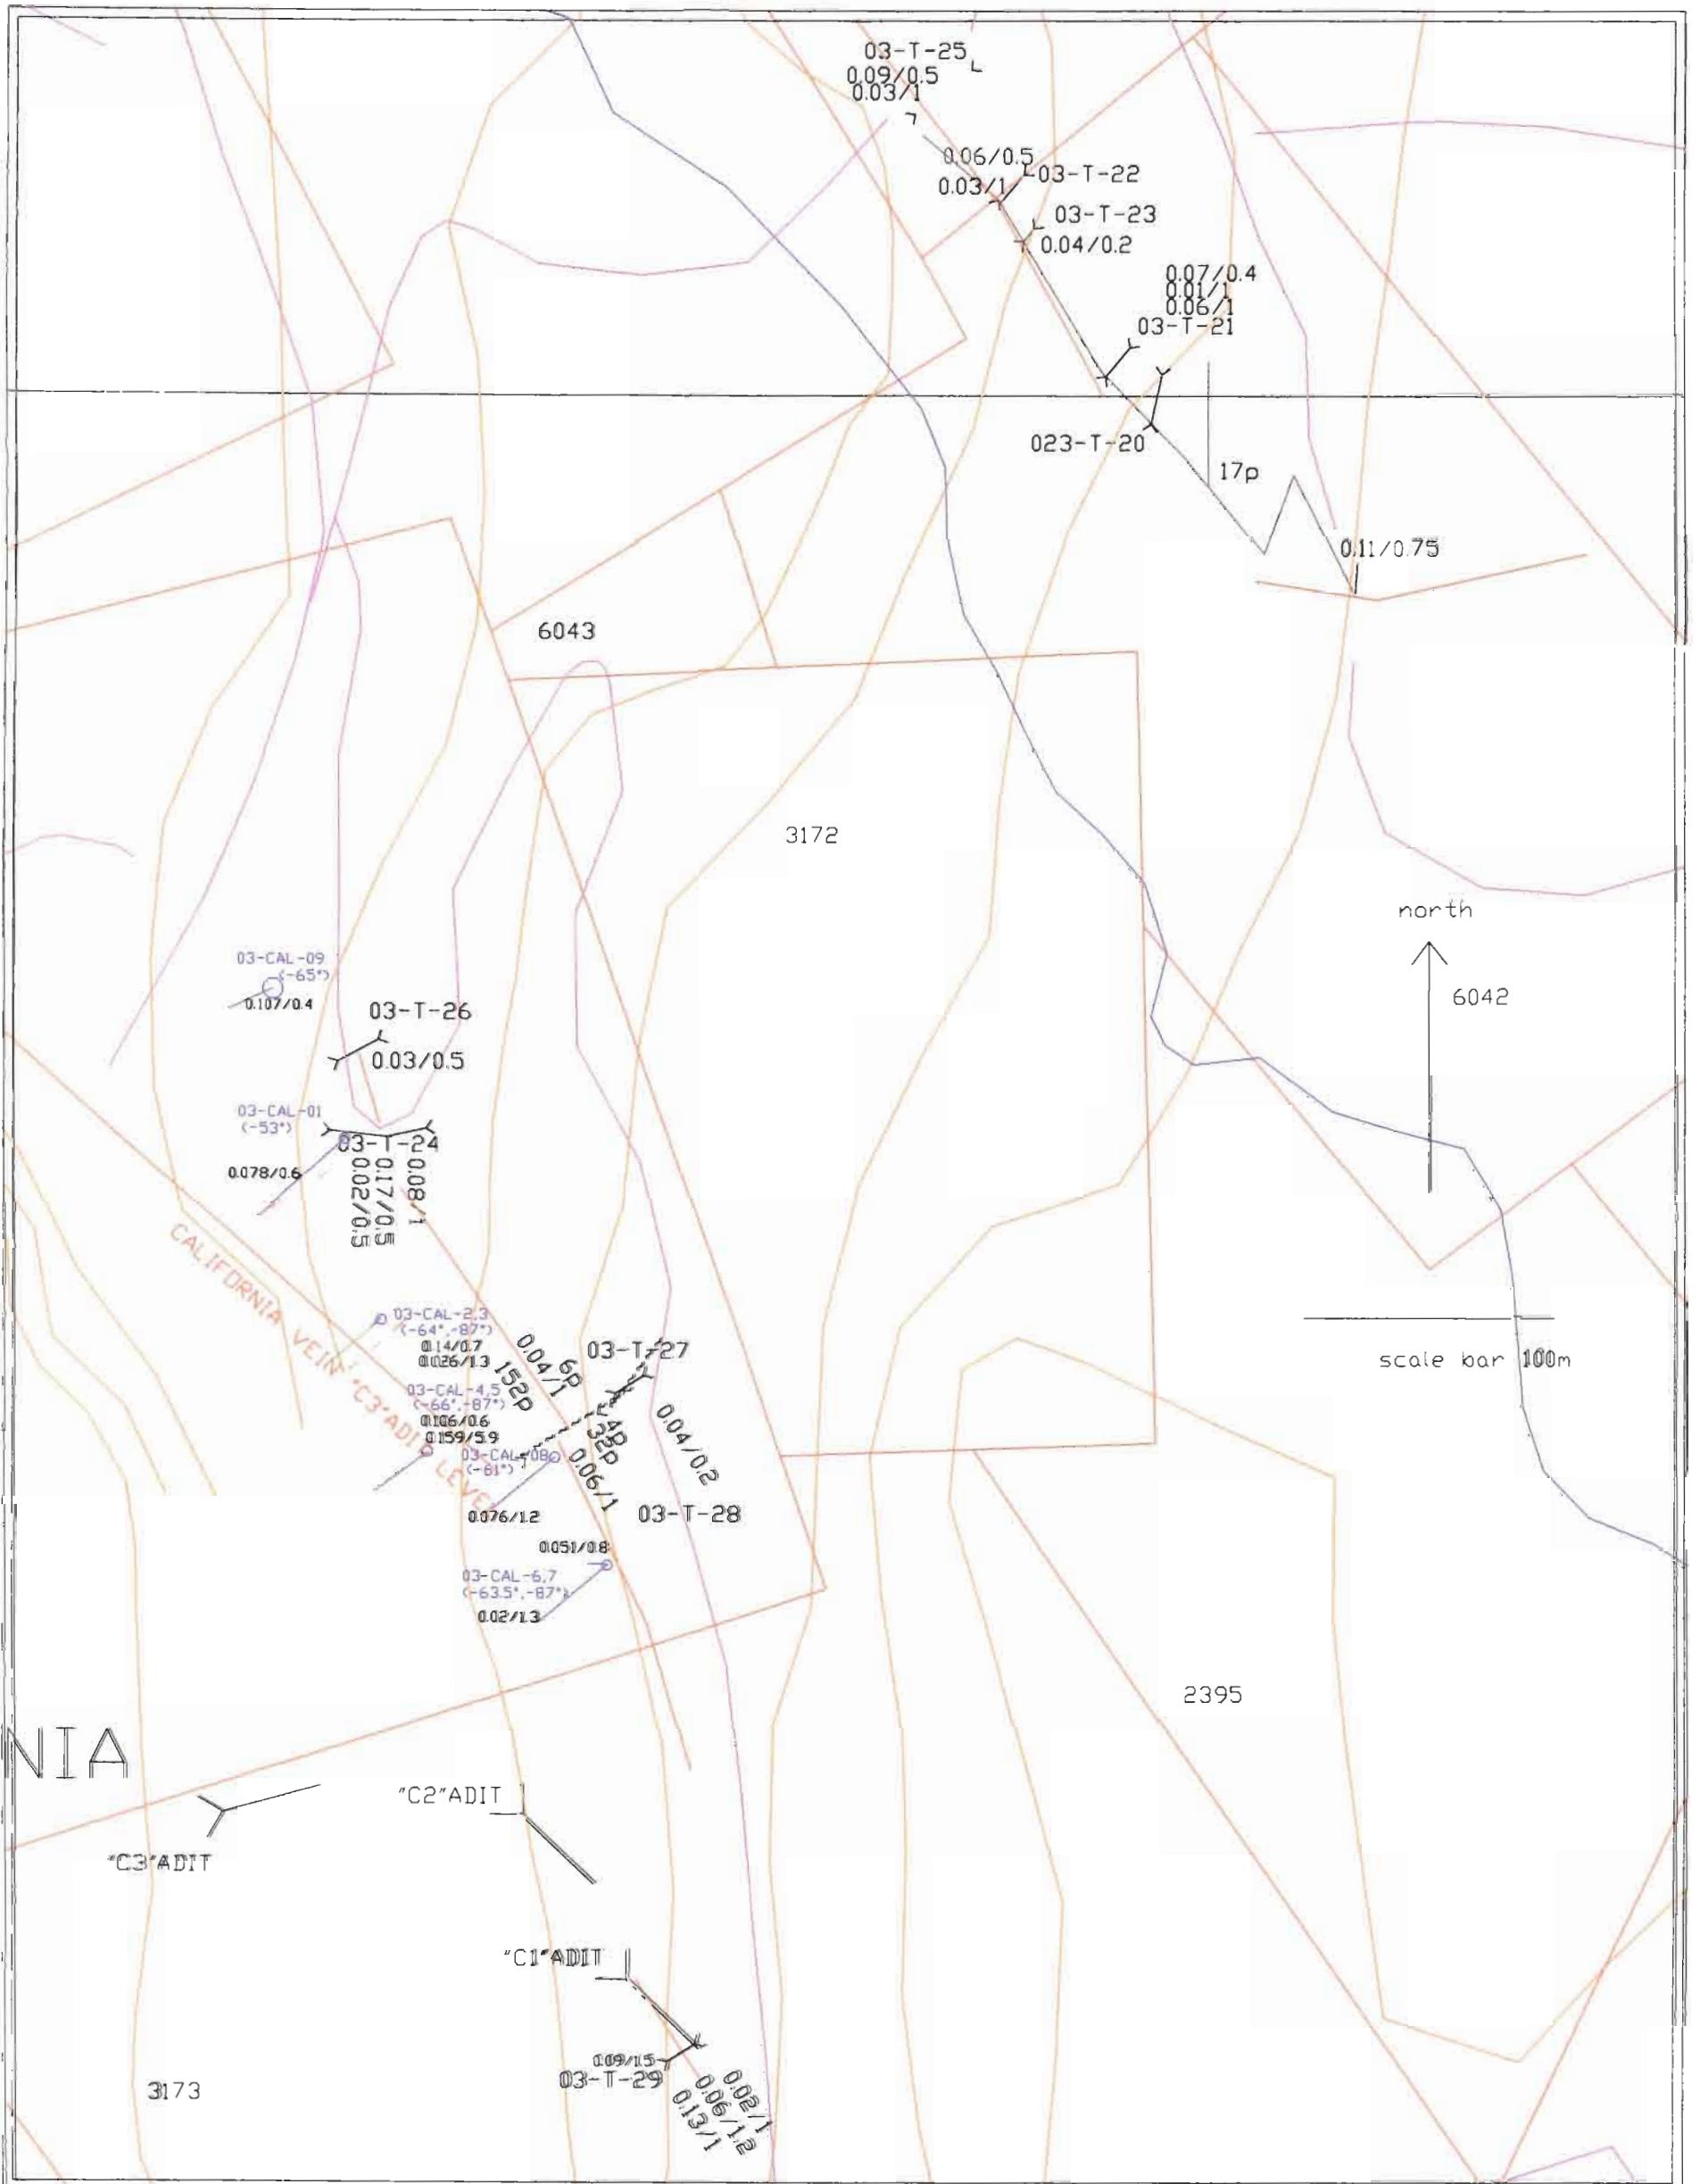 03-T-25
0.09/0.5
0.03/1
0.06/0.5
03-T-22
0.03/1
03-T-23
0.04/0.2
0.07/0.4
0.01/1
0.06/1
03-T-21
023-T-20
17p
0.11/0.75
6043
3172
north
6042
03-CAL-09
(-65°)
0.107/0.4
03-T-26
0.03/0.5
03-CAL-01
(-53°)
03-T-24
0.078/0.6
0.02/0.5
0.17/0.5
0.08/1
CALIFORNIA VEIN "C3"ADIT LEVEL
03-CAL-2,3
(-64°,-87°)
0.14/0.7
0.026/1.3
0.04/1
6p
152p
03-T-27
scale bar 100m
03-CAL-4,5
(-66°,-87°)
0.106/0.6
0.159/5.9
4p
32p
0.04/0.2
03-CAL-08
(-61°)
0.06/1
0.076/1.2
03-T-28
0.051/0.8
03-CAL-6,7
(-63.5°,-87°)
0.02/1.3
2395
NIA
"C2"ADIT
"C3"ADIT
"C1"ADIT
0.09/1.5
03-T-29
0.02/1
0.06/1.2
0.13/1
3173